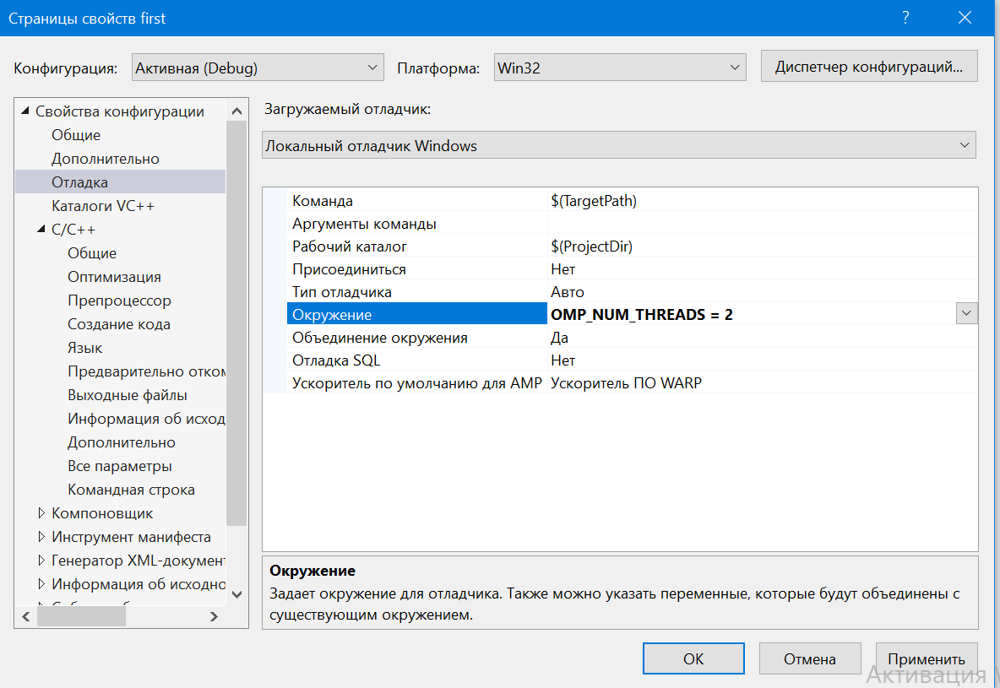 Страницы свойств first
?
Конфигурация: Активная (Debug) Платформа: Win32 Диспетчер конфигураций...
Свойства конфигурации
Общие
Дополнительно
Отладка
Каталоги VC++
C/C++
Общие
Оптимизация
Препроцессор
Создание кода
Язык
Предварительно отком
Выходные файлы
Информация об исход
Дополнительно
Все параметры
Командная строка
Компоновщик
Инструмент манифеста
Генератор XML-документ
Информация об исходно
Загружаемый отладчик:
Локальный отладчик Windows
Команда $(TargetPath)
Аргументы команды
Рабочий каталог $(ProjectDir)
Присоединиться Нет
Тип отладчика Авто
Окружение OMP_NUM_THREADS = 2
Объединение окружения Да
Отладка SQL Нет
Ускоритель по умолчанию для AMP Ускоритель ПО WARP
Окружение
Задает окружение для отладчика. Также можно указать переменные, которые будут объединены с
существующим окружением.
ОК Отмена Применить
Активация